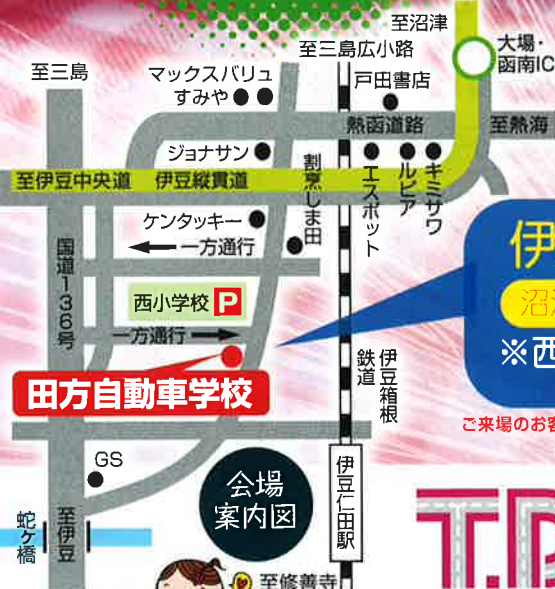 至沼津
大場・
函南IC
至三島広小路
至三島
マックスバリュ
すみや
戸田書店
熱函道路
至熱海
ジョナサン
割烹しま田
エスポット
ルピア
キミサワ
至伊豆中央道
伊豆縦貫道
ケンタッキー
一方通行
国道136号
西小学校 P
一方通行
伊
沼
※西
田方自動車学校
伊豆箱根
鉄道
ご来場のお客
GS
会場
案内図
伊豆仁田駅
蛇ヶ橋
至伊豆
至修善寺
T.D